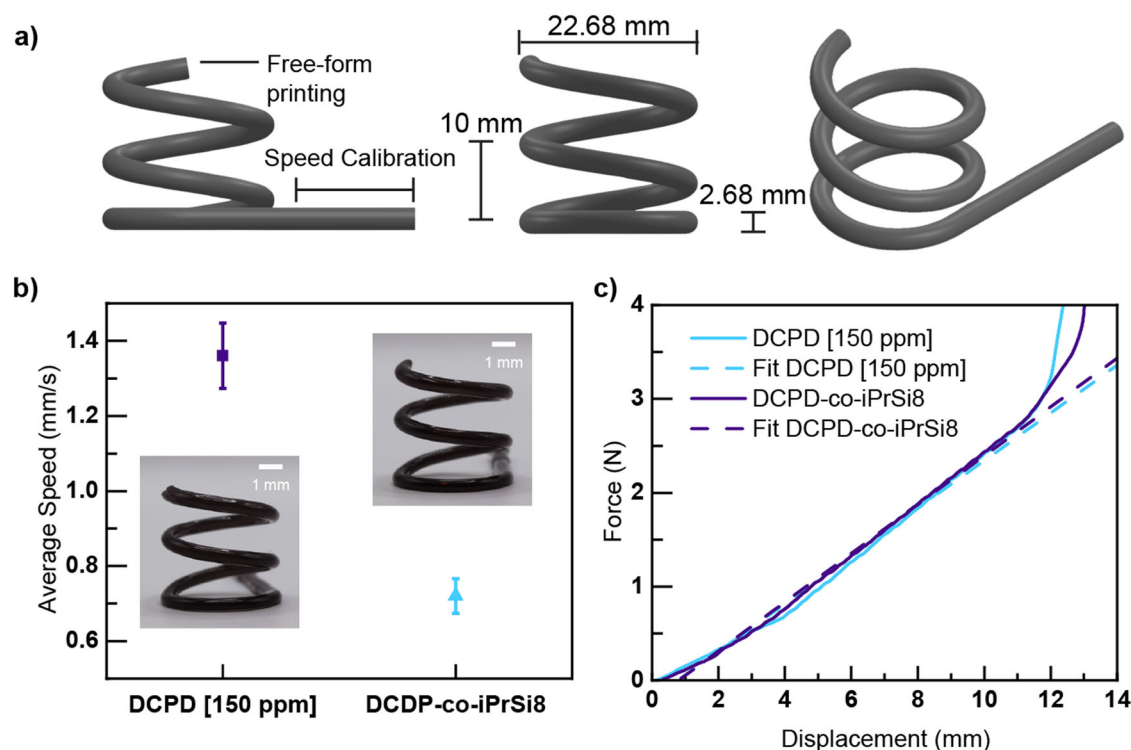 a)
Free-form
printing
Speed Calibration
22.68 mm
10 mm
2.68 mm
b)
Average Speed (mm/s)
1.4
1.2
1.0
0.8
0.6
1 mm
1 mm
DCPD [150 ppm]
DCDP-co-iPrSi8
c)
Force (N)
4
3
2
1
0
DCPD [150 ppm]
Fit DCPD [150 ppm]
DCPD-co-iPrSi8
Fit DCPD-co-iPrSi8
0
2
4
6
8
10
12
14
Displacement (mm)